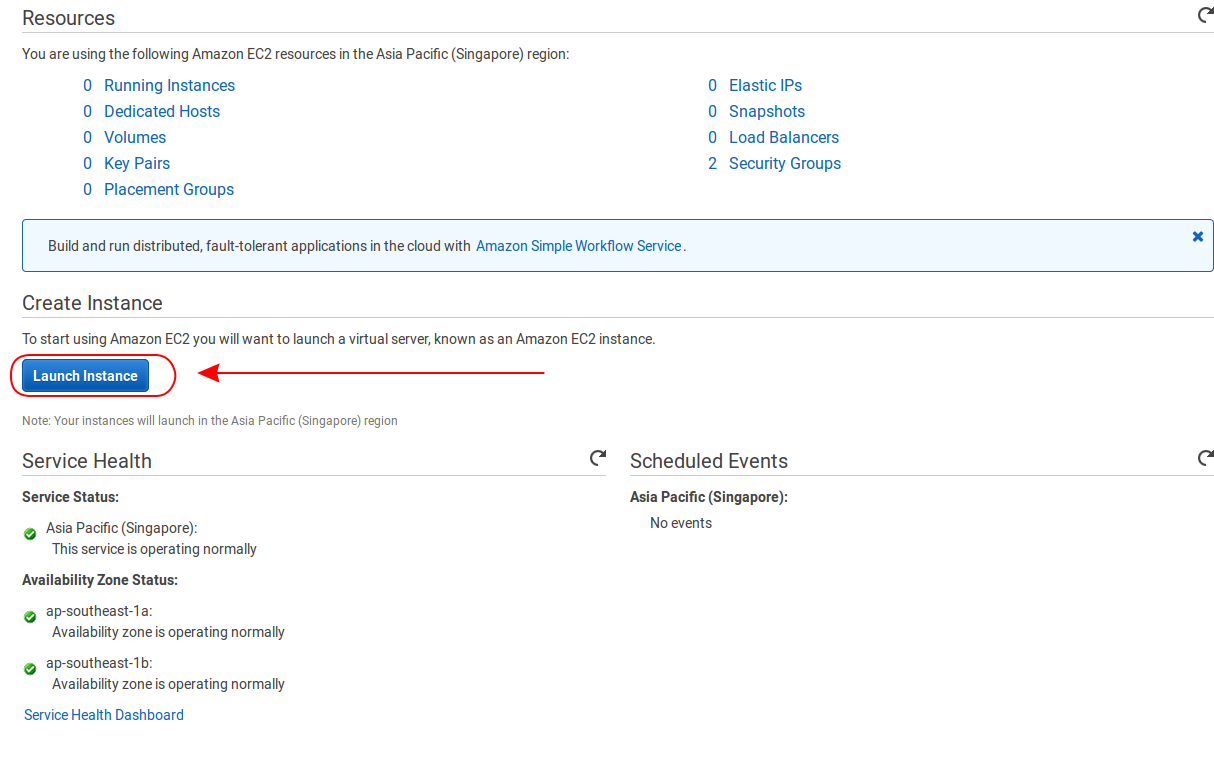 Resources
You are using the following Amazon EC2 resources in the Asia Pacific (Singapore) region:
0 Running Instances
0 Elastic IPs
0 Dedicated Hosts
0 Snapshots
0 Volumes
0 Load Balancers
0 Key Pairs
2 Security Groups
0 Placement Groups
Build and run distributed, fault-tolerant applications in the cloud with Amazon Simple Workflow Service .
Create Instance
To start using Amazon EC2 you will want to launch a virtual server, known as an Amazon EC2 instance.
Launch Instance
Note: Your instances will launch in the Asia Pacific (Singapore) region
Service Health
Service Status:
Asia Pacific (Singapore):
This service is operating normally
Availability Zone Status:
ap-southeast-1a:
Availability zone is operating normally
ap-southeast-1b:
Availability zone is operating normally
Service Health Dashboard
Scheduled Events
Asia Pacific (Singapore):
No events